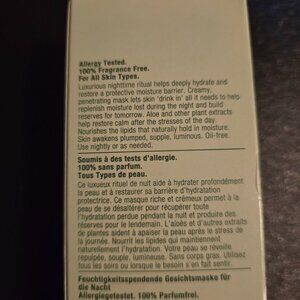 Allergy Tested.
100% Fragrance Free.
For All Skin Types.
Luxurious nighttime ritual helps deeply hydrate and
restore a protective moisture barrier. Creamy,
penetrating mask lets skin 'drink in' all it needs to help
replenish moisture lost during the night and build
reserves for tomorrow. Aloe and other plant extracts
help restore calm after the stresses of the day.
Nourishes the lipids that naturally hold in moisture.
Skin awakes plumped, supple, luminous. Oil-free.
Use nightly or as needed.
Soumis à des tests d'allergie.
100% sans parfum.
Tous Types de peau.
Ce luxueux rituel de nuit aide à hydrater profondément
la peau et à restaurer sa barrière d'hydratation
protectrice. Ce masque riche et crémeux permet à la
peau de se désaltérer pour récupérer toute
l'hydratation perdue pendant la nuit et produire des
réserves pour le lendemain. L'aloès et d'autres extraits
de plantes aident à apaiser la peau après le stress de
la journée. Nourrit les lipides qui maintiennent
naturellement l'hydratation. Votre peau se réveille
repulpée, souple, lumineuse. Sans corps gras. Utilisez
tous les soirs ou lorsque le besoin s'en fait sentir.
Feuchtigkeitsspendende Gesichtsmaske für
die Nacht
Allergiegetestet. 100% Parfumfrei.